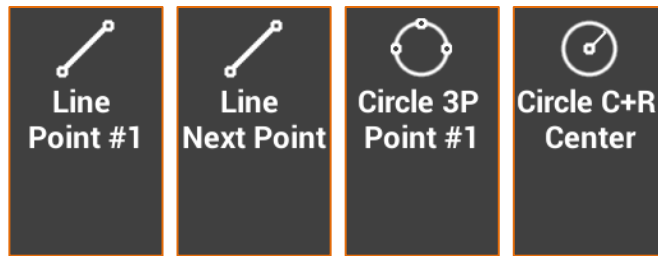 Line
Point #1
Line
Next Point
Circle 3P
Point #1
Circle C+R
Center